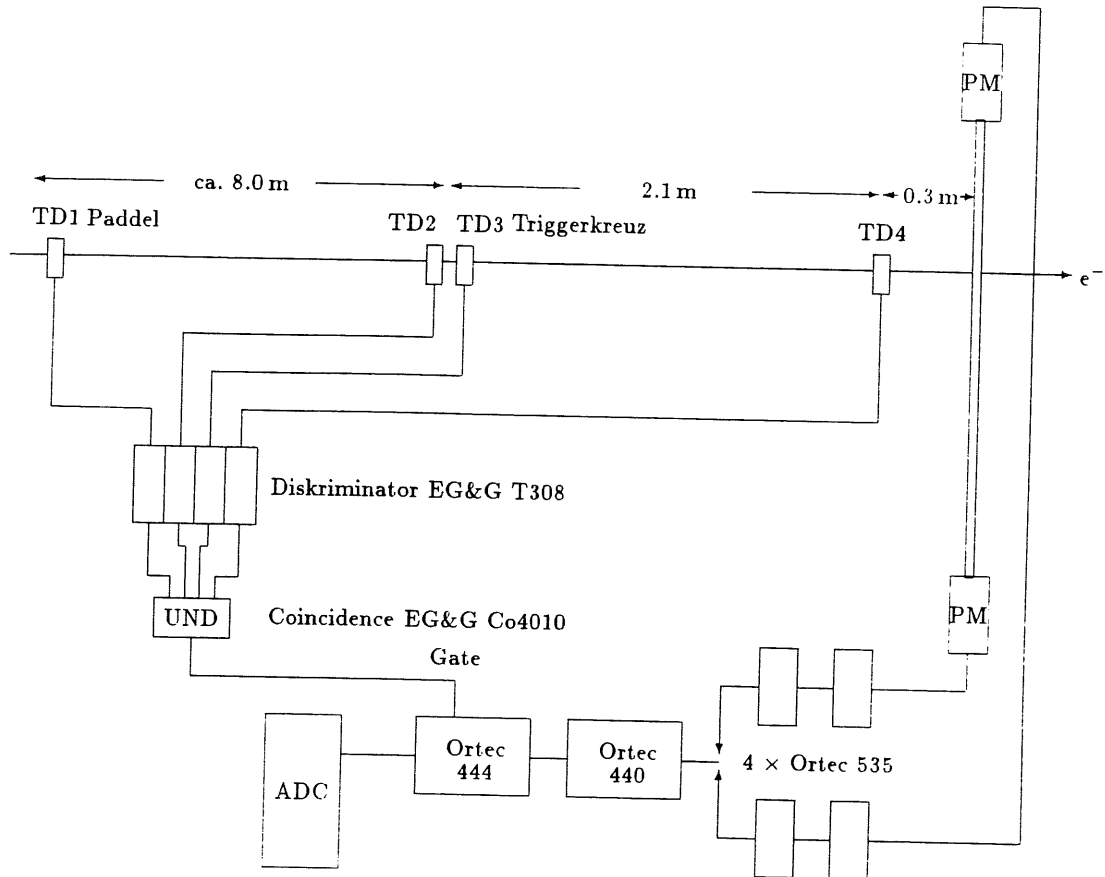 PM
ca. 8.0 m
2.1 m
0.3 m
TD1 Paddel
TD2
TD3 Triggerkreuz
TD4
e⁻
Diskriminator EG&G T308
UND
Coincidence EG&G Co4010
PM
Gate
ADC
Ortec
444
Ortec
440
4 × Ortec 535